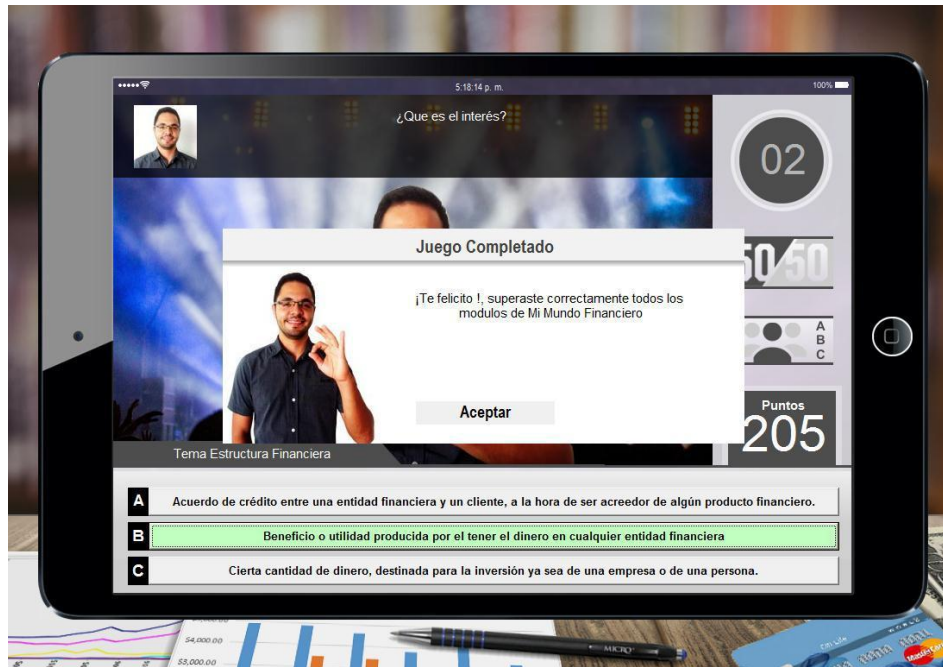 5:18:14 p. m.
100%
¿Que es el interés?
02
Juego Completado
¡Te felicito !, superaste correctamente todos los
modulos de Mi Mundo Financiero
Aceptar
50/50
A
B
C
Puntos
205
Tema Estructura Financiera
A Acuerdo de crédito entre una entidad financiera y un cliente, a la hora de ser acreedor de algún producto financiero.
B Beneficio o utilidad producida por el tener el dinero en cualquier entidad financiera
C Cierta cantidad de dinero, destinada para la inversión ya sea de una empresa o de una persona.
$4,000.00
$3,000.00
MICRO
MasterCard